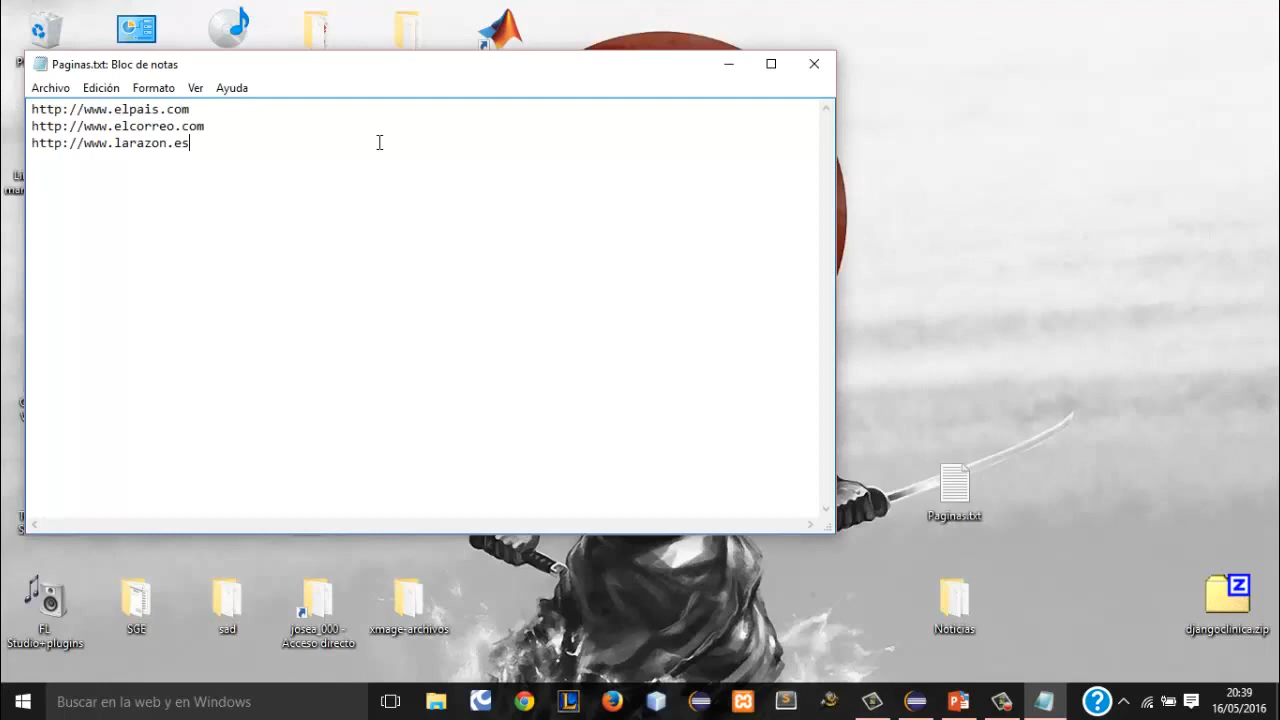 Paginas.txt: Bloc de notas
Archivo Edición Formato Ver Ayuda
http://www.elpais.com
http://www.elcorreo.com
http://www.larazon.es
Paginas.txt
FL
Studio+plugins
SGE
sad
josea_000 -
Acceso directo
xmage-archivos
Noticias
djangoclinica.zip
Buscar en la web y en Windows
20:39
16/05/2016